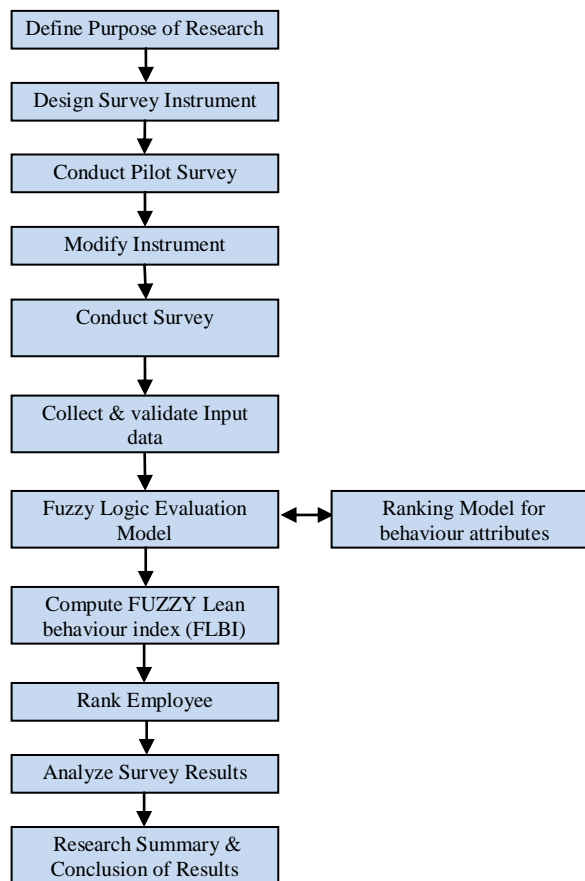 Define Purpose of Research
Design Survey Instrument
Conduct Pilot Survey
Modify Instrument
Conduct Survey
Collect & validate Input
data
Fuzzy Logic Evaluation
Model
Ranking Model for
behaviour attributes
Compute FUZZY Lean
behaviour index (FLBI)
Rank Employee
Analyze Survey Results
Research Summary &
Conclusion of Results